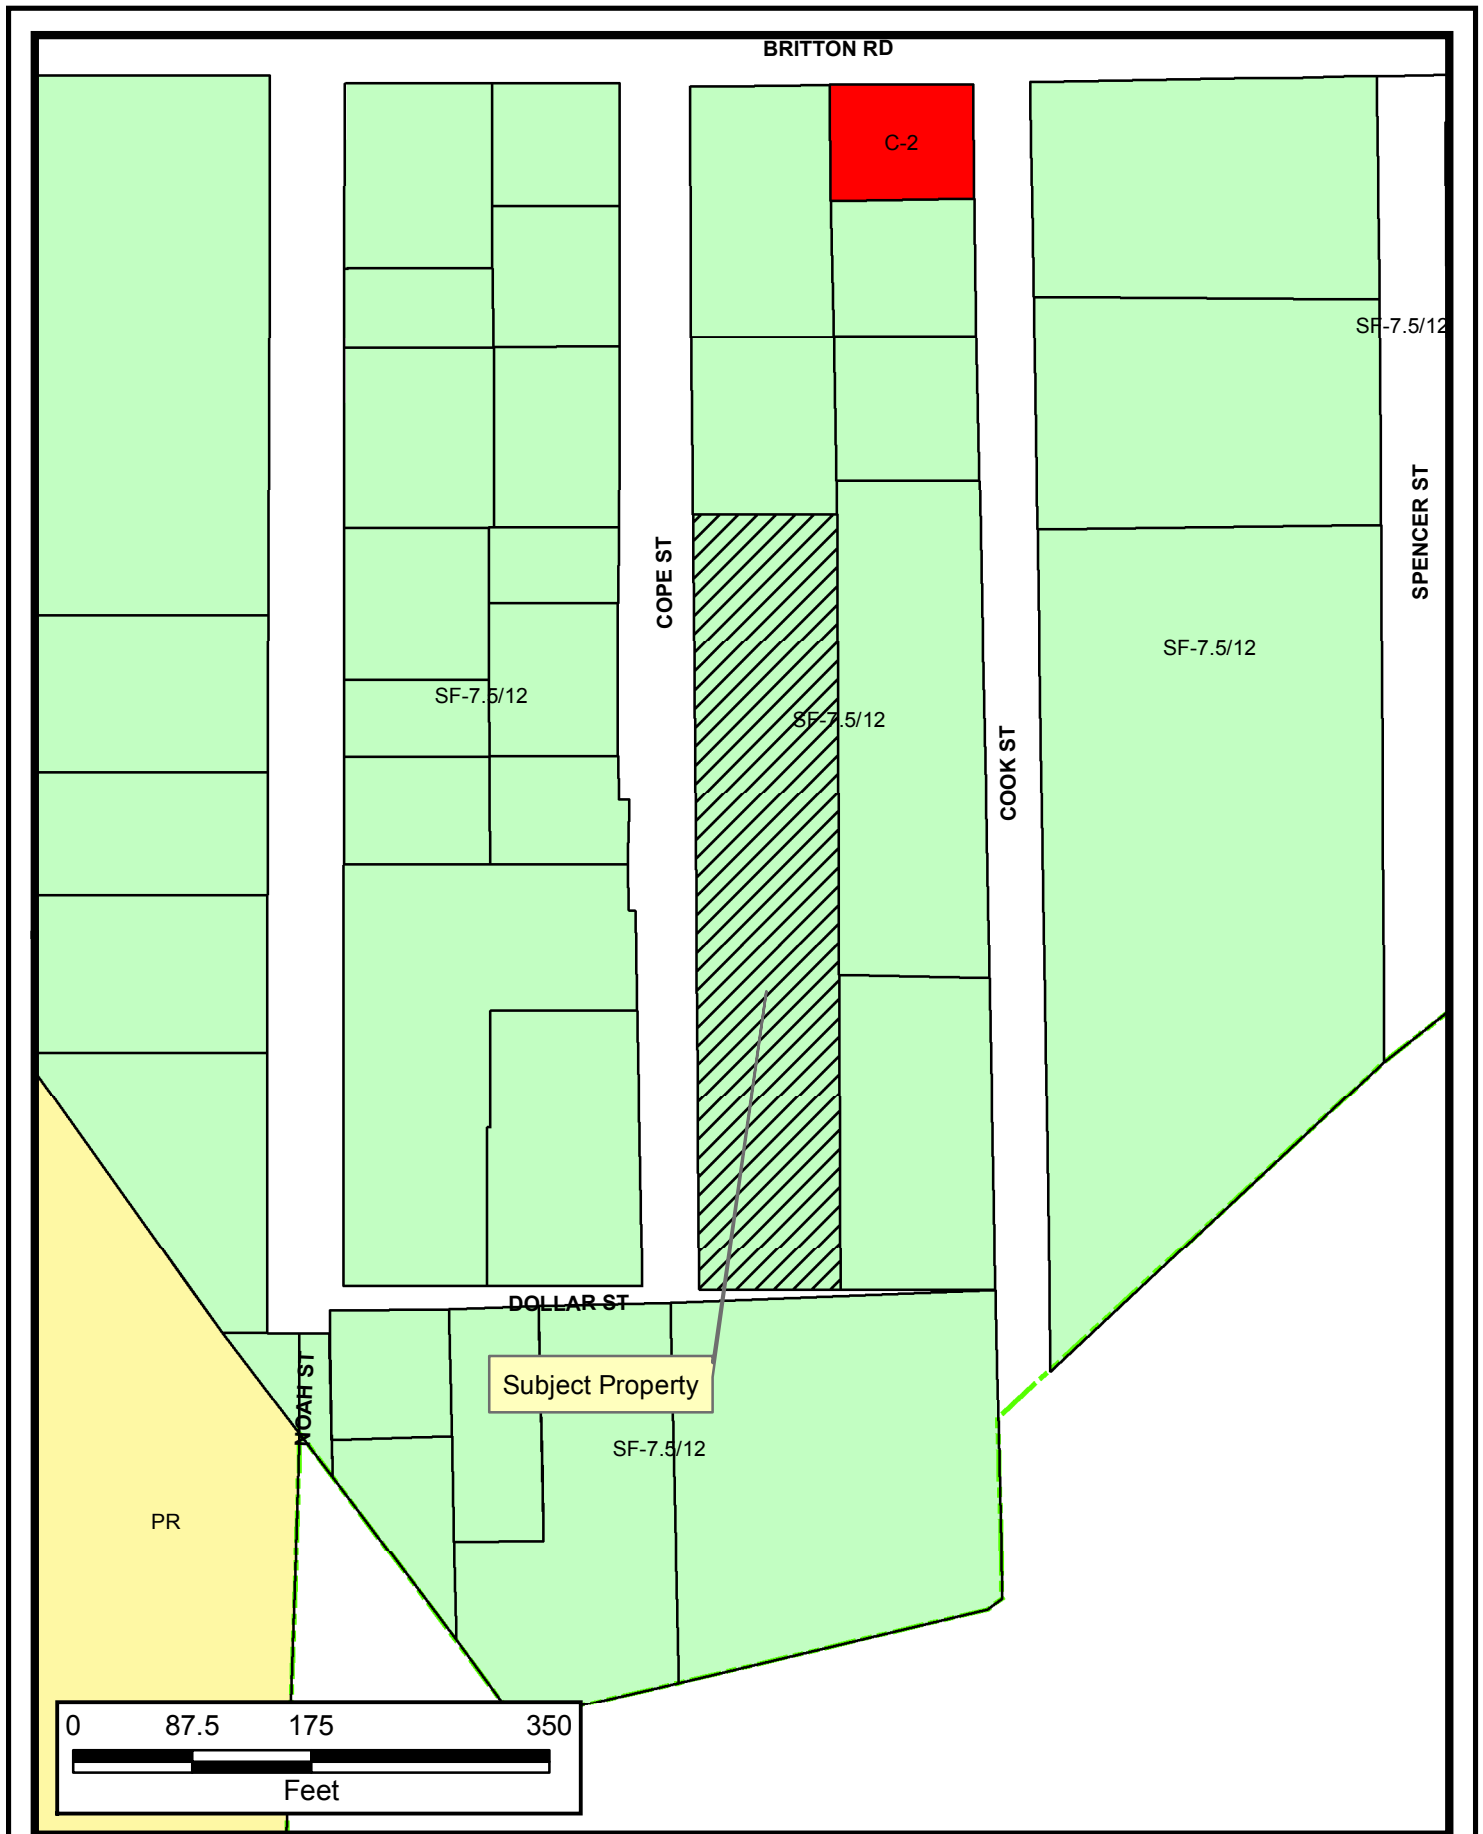 BRITTON RD
C-2
SF-7.5/12
SPENCER ST
COPE ST
SF-7.5/12
SF-7.5/12
SF-7.5/12
COOK ST
DOLLAR ST
NOAH ST
Subject Property
SF-7.5/12
PR
0 87.5 175 350
Feet